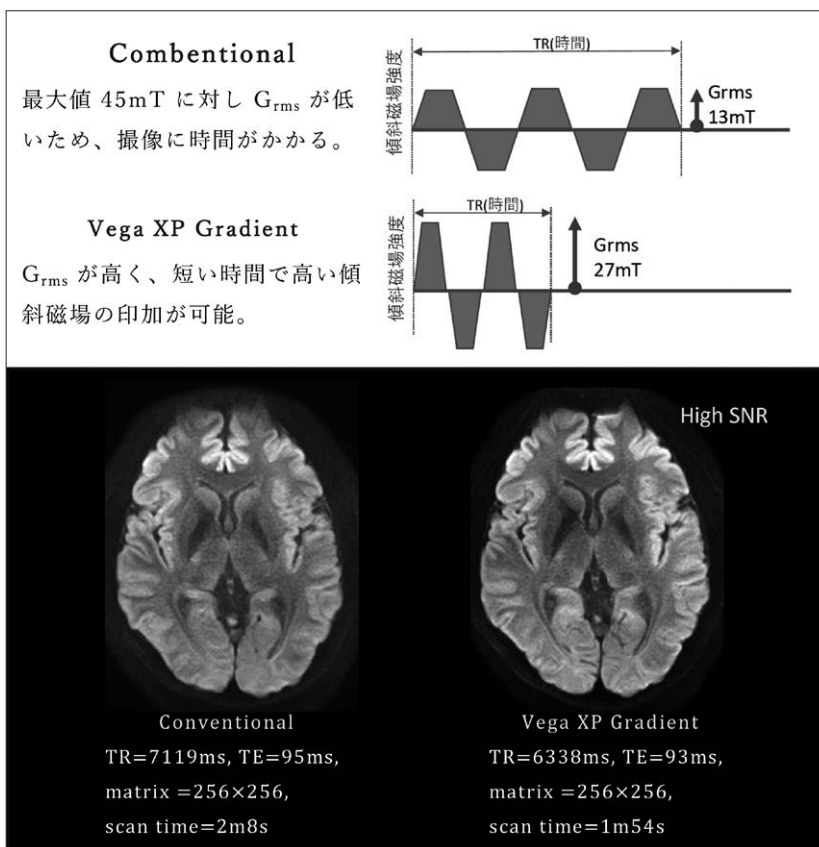 Combentional
最大値 45mT に対し Grms が低
いため、撮像に時間がかかる。
TR(時間)
傾斜磁場強度
Grms
13mT
Vega XP Gradient
Grms が高く、短い時間で高い傾
斜磁場の印加が可能。
TR(時間)
傾斜磁場強度
Grms
27mT
High SNR
Conventional
TR=7119ms, TE=95ms,
matrix =256×256,
scan time=2m8s
Vega XP Gradient
TR=6338ms, TE=93ms,
matrix =256×256,
scan time=1m54s